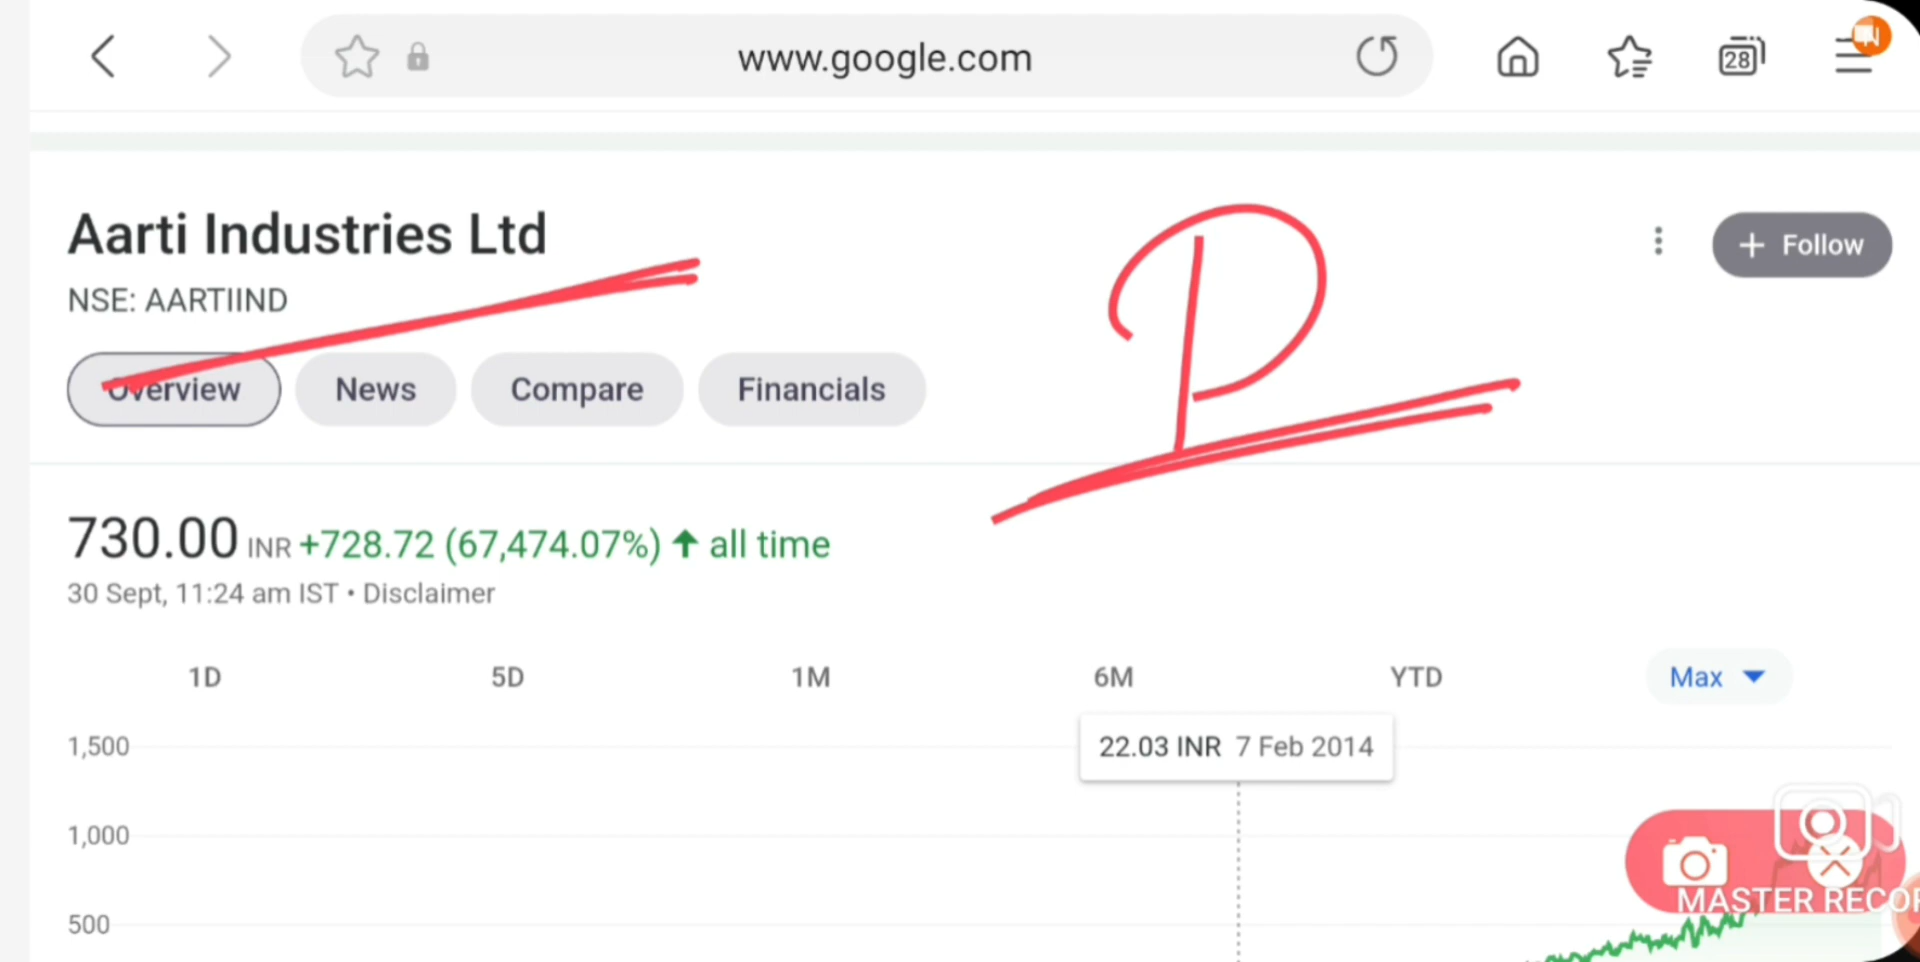 www.google.com
28
Aarti Industries Ltd
D
+ Follow
NSE: AARTIIND
Overview News Compare Financials
730.00 INR +728.72 (67,474.07%) ↑ all time
30 Sept, 11:24 am IST • Disclaimer
1D 5D 1M 6M YTD Max
22.03 INR 7 Feb 2014
1,500
1,000
500
MASTER